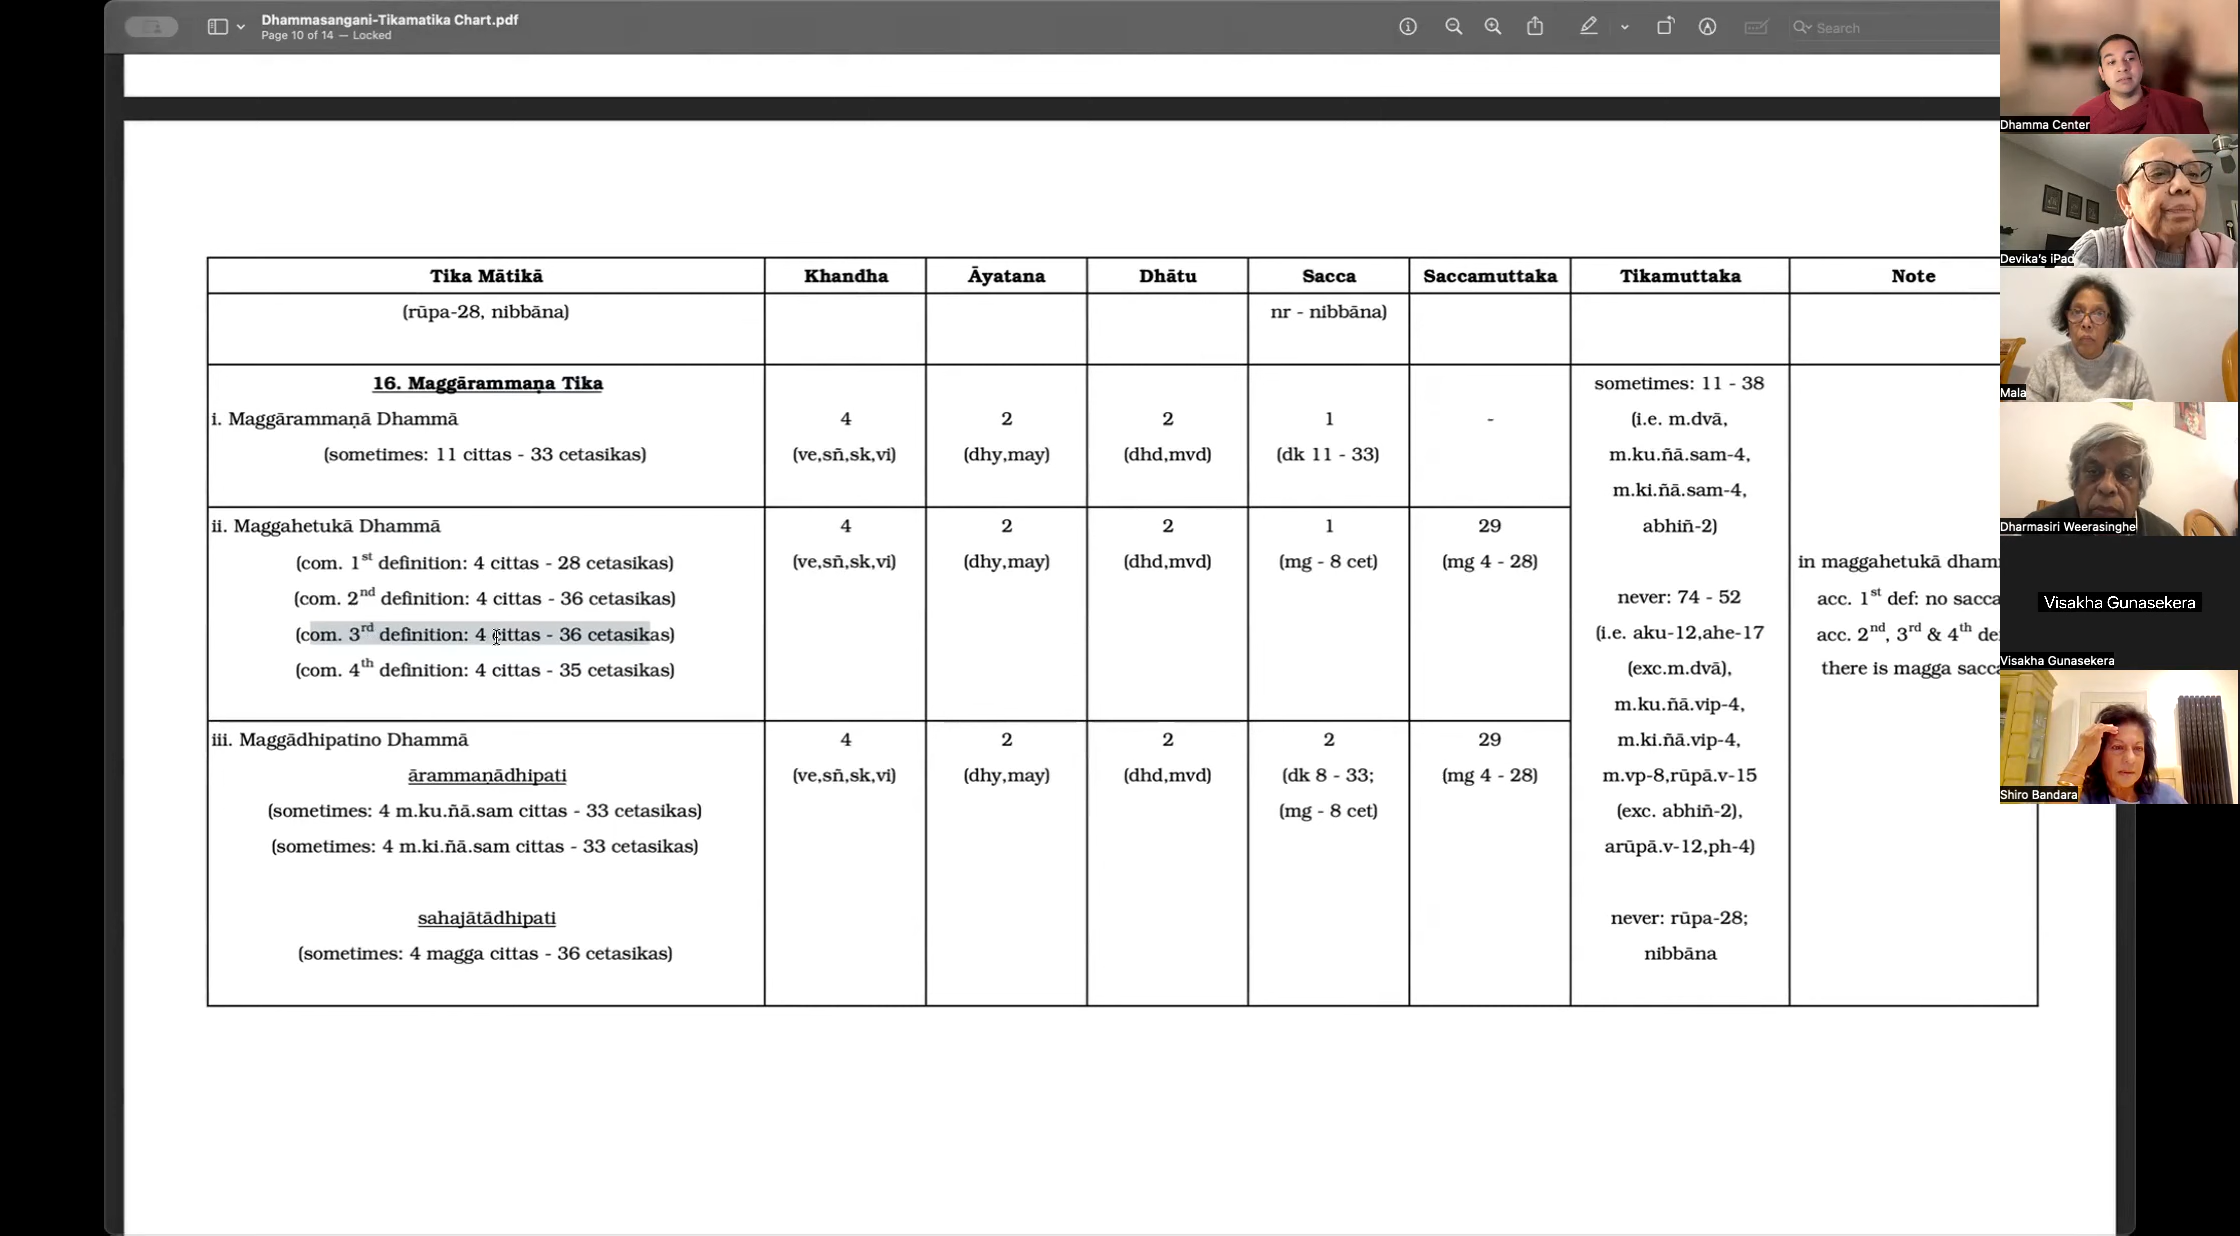 Dhammasangani-Tikamatika Chart.pdf
Page 10 of 14 — Locked
Search
Tika Mātikā
Khandha
Āyatana
Dhātu
Sacca
Saccamuttaka
Tikamuttaka
Note
(rūpa-28, nibbāna)
nr - nibbāna)
16. Maggārammaṇa Tika
i. Maggārammaṇā Dhammā
(sometimes: 11 cittas - 33 cetasikas)
4
(ve,sñ,sk,vi)
2
(dhy,may)
2
(dhd,mvd)
1
(dk 11 - 33)
-
ii. Maggahetukā Dhammā
(com. 1st definition: 4 cittas - 28 cetasikas)
(com. 2nd definition: 4 cittas - 36 cetasikas)
(com. 3rd definition: 4 cittas - 36 cetasikas)
(com. 4th definition: 4 cittas - 35 cetasikas)
4
(ve,sñ,sk,vi)
2
(dhy,may)
2
(dhd,mvd)
1
(mg - 8 cet)
29
(mg 4 - 28)
iii. Maggādhipatino Dhammā
ārammaṇādhipati
(sometimes: 4 m.ku.ñā.sam cittas - 33 cetasikas)
(sometimes: 4 m.ki.ñā.sam cittas - 33 cetasikas)
sahajātādhipati
(sometimes: 4 magga cittas - 36 cetasikas)
4
(ve,sñ,sk,vi)
2
(dhy,may)
2
(dhd,mvd)
2
(dk 8 - 33;
(mg - 8 cet)
29
(mg 4 - 28)
sometimes: 11 - 38
(i.e. m.dvā,
m.ku.ñā.sam-4,
m.ki.ñā.sam-4,
abhiñ-2)
never: 74 - 52
(i.e. aku-12,ahe-17
(exc.m.dvā),
m.ku.ñā.vip-4,
m.ki.ñā.vip-4,
m.vp-8,rūpā.v-15
(exc. abhiñ-2),
arūpā.v-12,ph-4)
never: rūpa-28;
nibbāna
in maggahetukā dham
acc. 1st def: no sacca
acc. 2nd, 3rd & 4th de
there is magga sacc
Dhamma Center
Devika's iPad
Mala
Dharmasiri Weerasinghe
Visakha Gunasekera
Visakha Gunasekera
Shiro Bandara